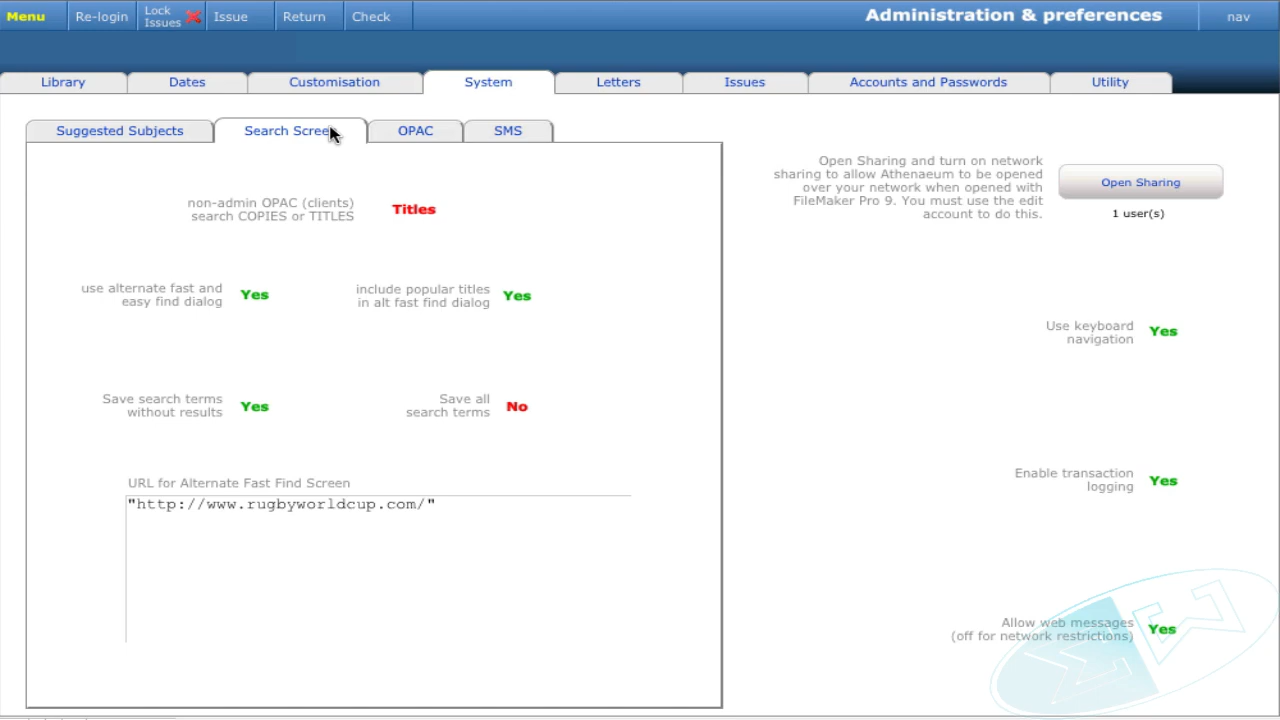 Menu
Re-login
Lock
Issues
Issue
Return
Check
Administration & preferences
nav
Library
Dates
Customisation
System
Letters
Issues
Accounts and Passwords
Utility
Suggested Subjects
Search Screen
OPAC
SMS
non-admin OPAC (clients)
search COPIES or TITLES
Titles
use alternate fast and
easy find dialog
Yes
include popular titles
in alt fast find dialog
Yes
Save search terms
without results
Yes
Save all
search terms
No
URL for Alternate Fast Find Screen
"http://www.rugbyworldcup.com/"
Open Sharing and turn on network
sharing to allow Athenaeum to be opened
over your network when opened with
FileMaker Pro 9. You must use the edit
account to do this.
Open Sharing
1 user(s)
Use keyboard
navigation
Yes
Enable transaction
logging
Yes
Allow web messages
(off for network restrictions)
Yes